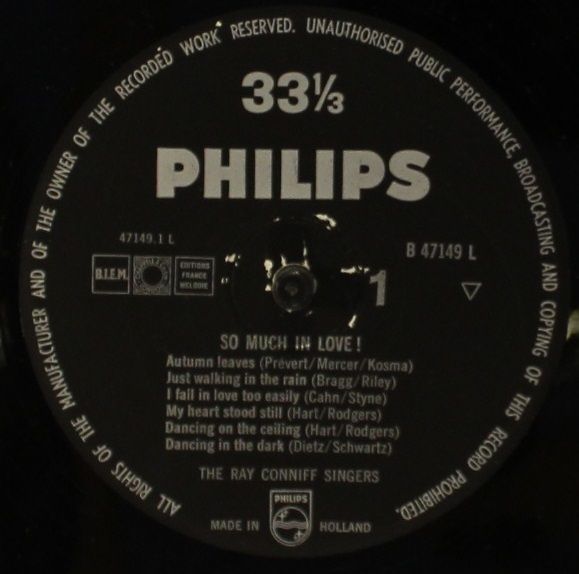 ALL RIGHTS OF THE MANUFACTURER AND OF THE OWNER OF THE RECORDED WORK RESERVED. UNAUTHORISED PUBLIC PERFORMANCE, BROADCASTING AND COPYING OF THIS RECORD PROHIBITED.
33⅓
PHILIPS
47149.1 L
B 47149 L
B.I.E.M.
EDITIONS
FRANCE
MELODIE
1
SO MUCH IN LOVE!
Autumn leaves (Prévert/Mercer/Kosma)
Just walking in the rain (Bragg/Riley)
I fall in love too easily (Cahn/Styne)
My heart stood still (Hart/Rodgers)
Dancing on the ceiling (Hart/Rodgers)
Dancing in the dark (Dietz/Schwartz)
THE RAY CONNIFF SINGERS
PHILIPS
MADE IN HOLLAND